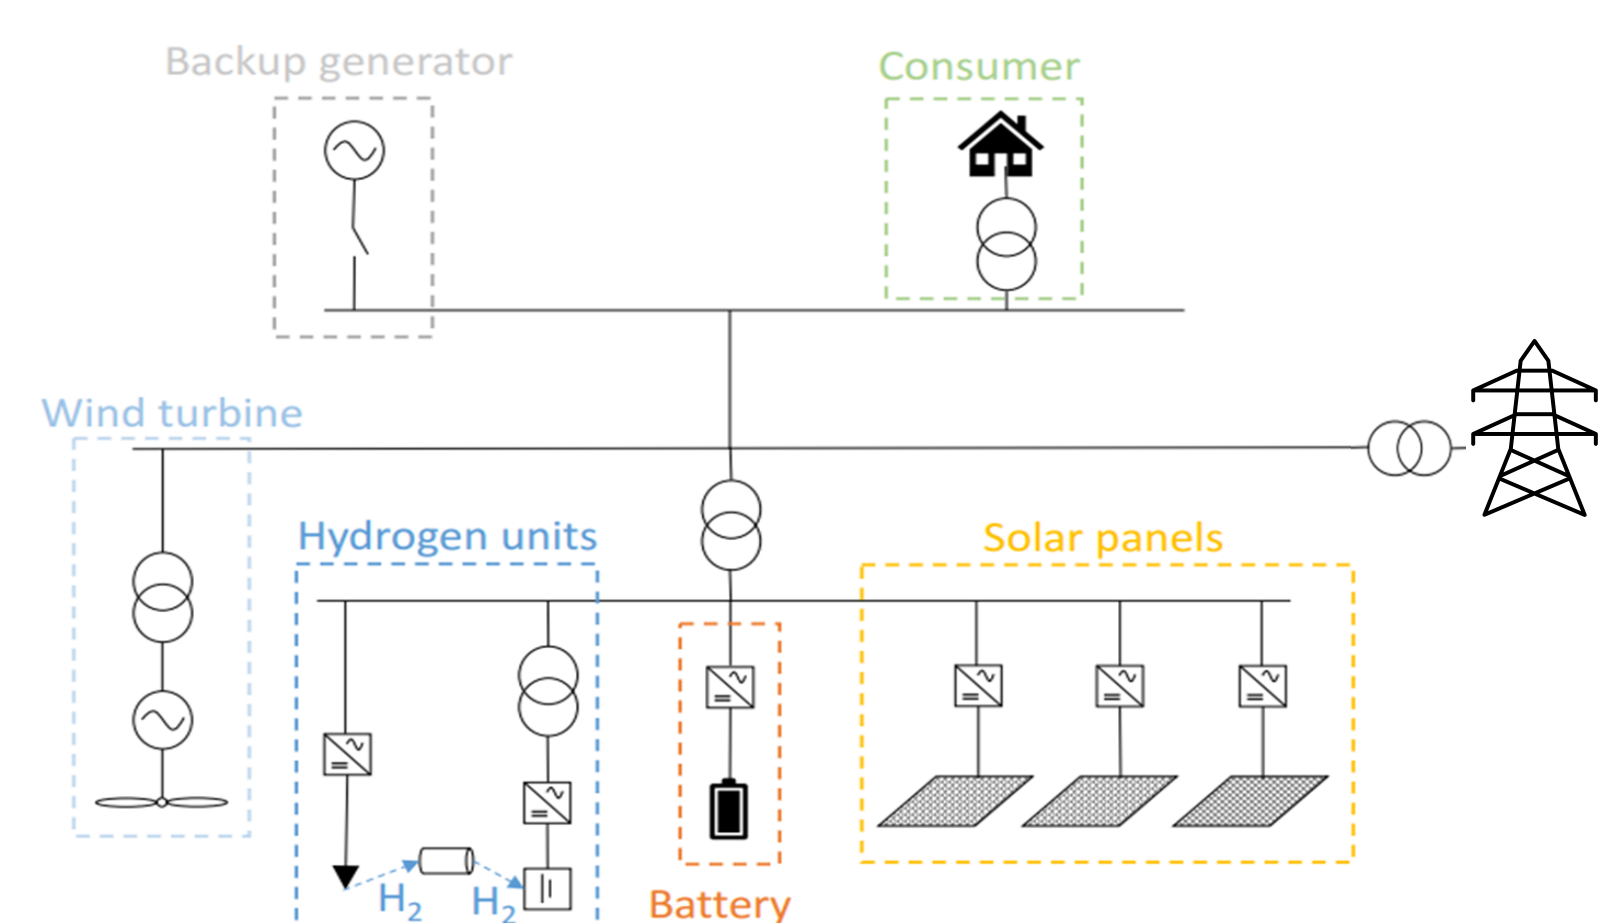 Backup generator
Consumer
Wind turbine
Hydrogen units
Solar panels
H₂
H₂
Battery